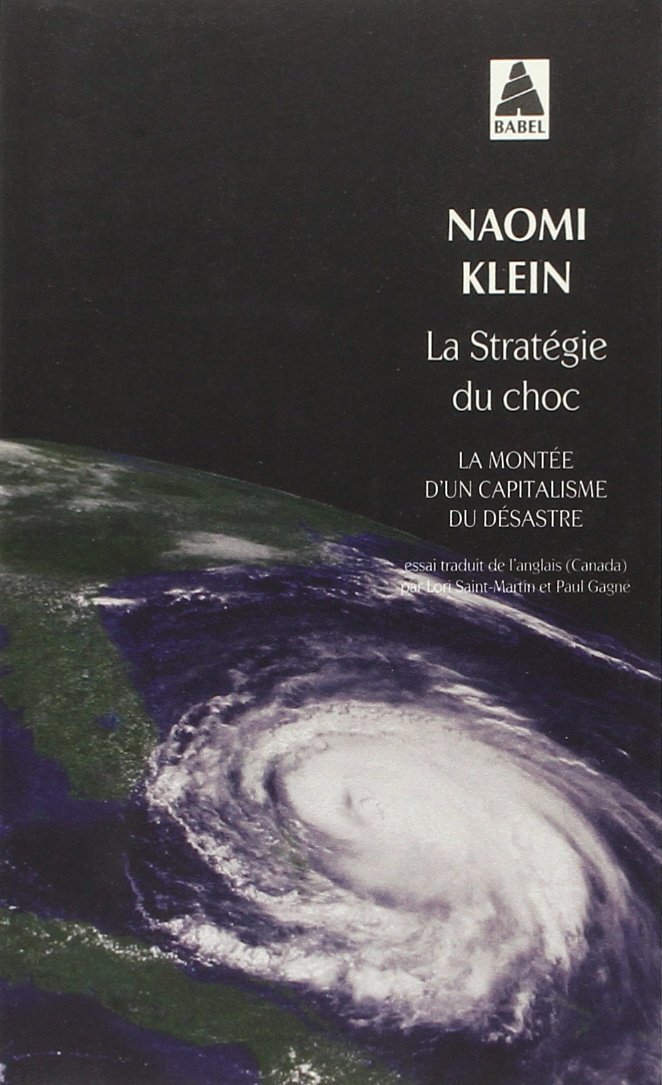 BABEL
NAOMI
KLEIN
La Stratégie
du choc
LA MONTÉE
D'UN CAPITALISME
DU DÉSASTRE
essai traduit de l'anglais (Canada)
par Lori Saint-Martin et Paul Gagné